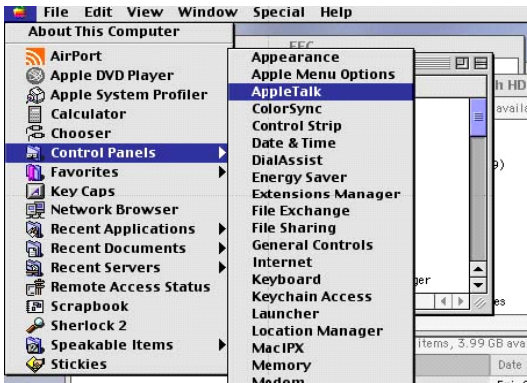 File Edit View Window Special Help
About This Computer
AirPort
Apple DVD Player
Apple System Profiler
Calculator
Chooser
Control Panels
Favorites
Key Caps
Network Browser
Recent Applications
Recent Documents
Recent Servers
Remote Access Status
Scrapbook
Sherlock 2
Speakable Items
Stickies
Appearance
Apple Menu Options
AppleTalk
ColorSync
Control Strip
Date & Time
DialAssist
Energy Saver
Extensions Manager
File Exchange
File Sharing
General Controls
Internet
Keyboard
Keychain Access
Launcher
Location Manager
MacIPX
Memory
Modem
h HD
items, 3.99 GB ava
Date